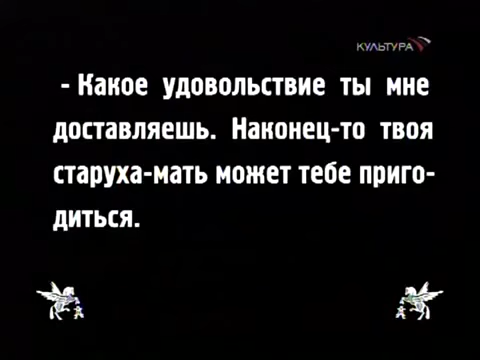 КУЛЬТУРА
- Какое удовольствие ты мне
доставляешь. Наконец-то твоя
старуха-мать может тебе приго-
диться.